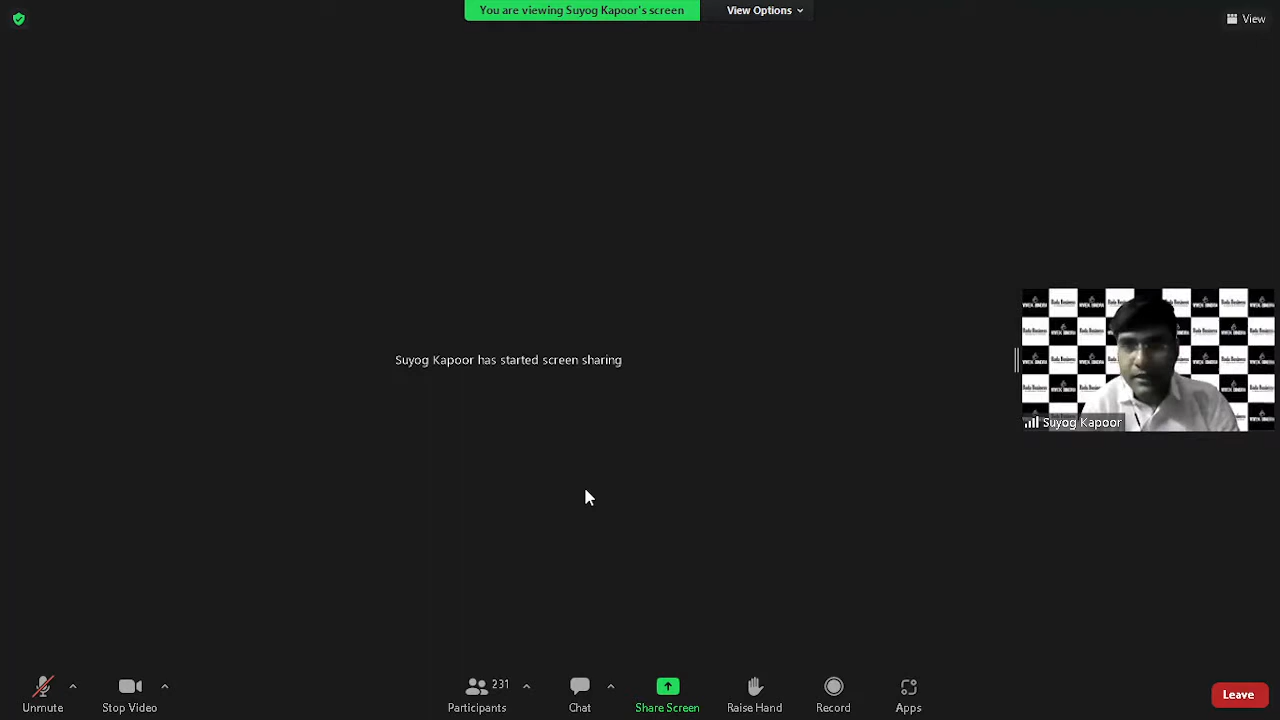 You are viewing Suyog Kapoor's screen
View Options
View
Suyog Kapoor has started screen sharing
Suyog Kapoor
Unmute
Stop Video
231
Participants
Chat
Share Screen
Raise Hand
Record
Apps
Leave